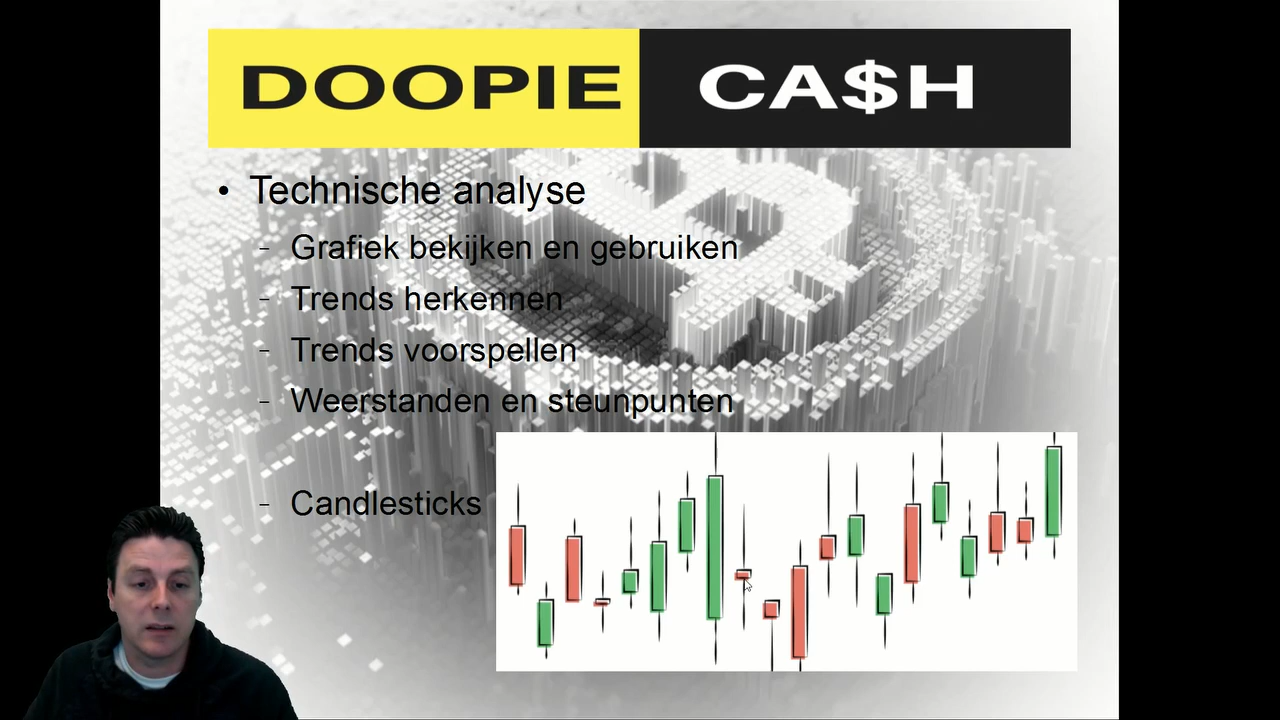 DOOPIE CA$H
• Technische analyse
– Grafiek bekijken en gebruiken
– Trends herkennen
– Trends voorspellen
– Weerstanden en steunpunten
– Candlesticks